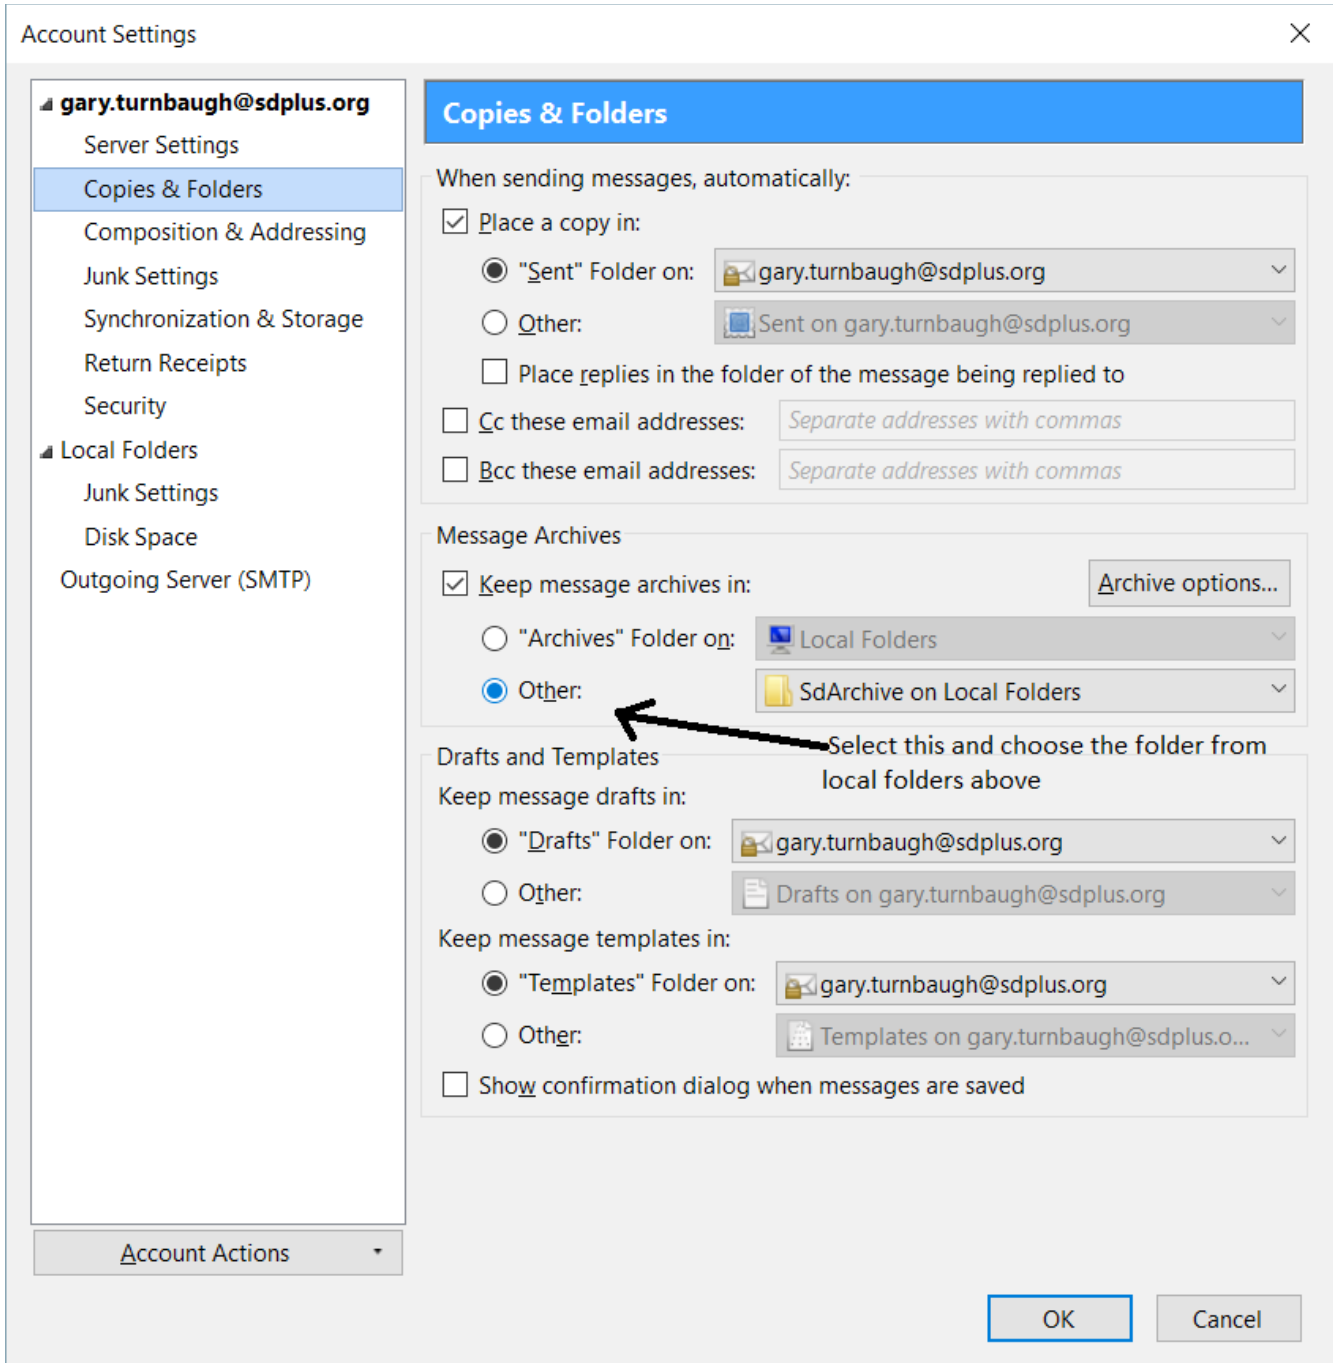 Account Settings
gary.turnbaugh@sdplus.org
Server Settings
Copies & Folders
Composition & Addressing
Junk Settings
Synchronization & Storage
Return Receipts
Security
Local Folders
Junk Settings
Disk Space
Outgoing Server (SMTP)
Account Actions
Copies & Folders
When sending messages, automatically:
Place a copy in:
"Sent" Folder on: gary.turnbaugh@sdplus.org
Other: Sent on gary.turnbaugh@sdplus.org
Place replies in the folder of the message being replied to
Cc these email addresses: Separate addresses with commas
Bcc these email addresses: Separate addresses with commas
Message Archives
Keep message archives in: Archive options...
"Archives" Folder on: Local Folders
Other: SdArchive on Local Folders
Select this and choose the folder from
local folders above
Drafts and Templates
Keep message drafts in:
"Drafts" Folder on: gary.turnbaugh@sdplus.org
Other: Drafts on gary.turnbaugh@sdplus.org
Keep message templates in:
"Templates" Folder on: gary.turnbaugh@sdplus.org
Other: Templates on gary.turnbaugh@sdplus.o...
Show confirmation dialog when messages are saved
OK Cancel